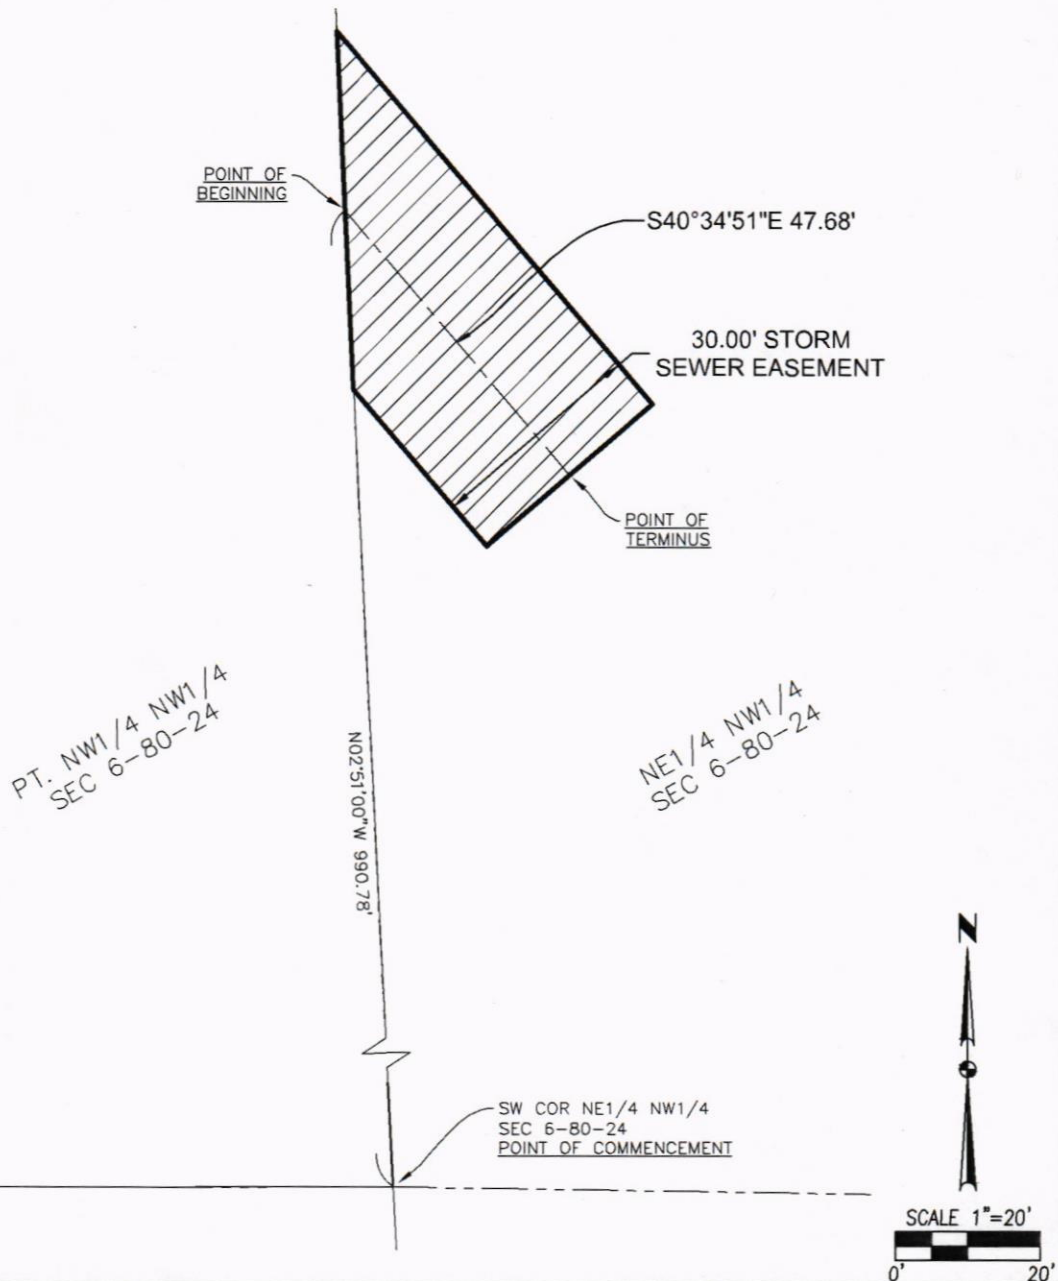 POINT OF
BEGINNING
S40°34'51"E 47.68'
30.00' STORM
SEWER EASEMENT
POINT OF
TERMINUS
PT. NW1/4 NW1/4
SEC 6-80-24
NE1/4 NW1/4
SEC 6-80-24
N02°51'00"W 990.78'
N
SW COR NE1/4 NW1/4
SEC 6-80-24
POINT OF COMMENCEMENT
SCALE 1"=20'
0' 20'